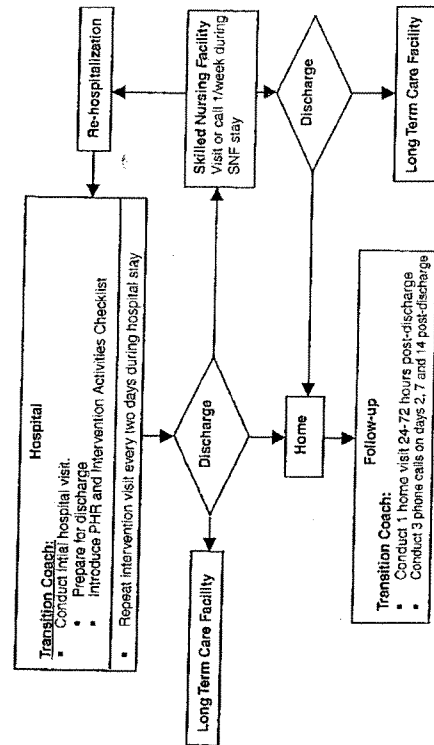 Hospital
Transition Coach:
▪ Conduct Intial hospital visit.
▪ Prepare for discharge
▪ Introduce PHR and Intervention Activities Checklist
▪ Repeat intervention visit every two days during hospital stay
Re-hospitalization
Discharge
Skilled Nursing Facility
Visit or call 1/week during
SNF stay
Long Term Care Facility
Home
Discharge
Follow-up
Transition Coach:
▪ Conduct 1 home visit 24-72 hours post-discharge
▪ Conduct 3 phone calls on days 2, 7 and 14 post-discharge
Long Term Care Facility